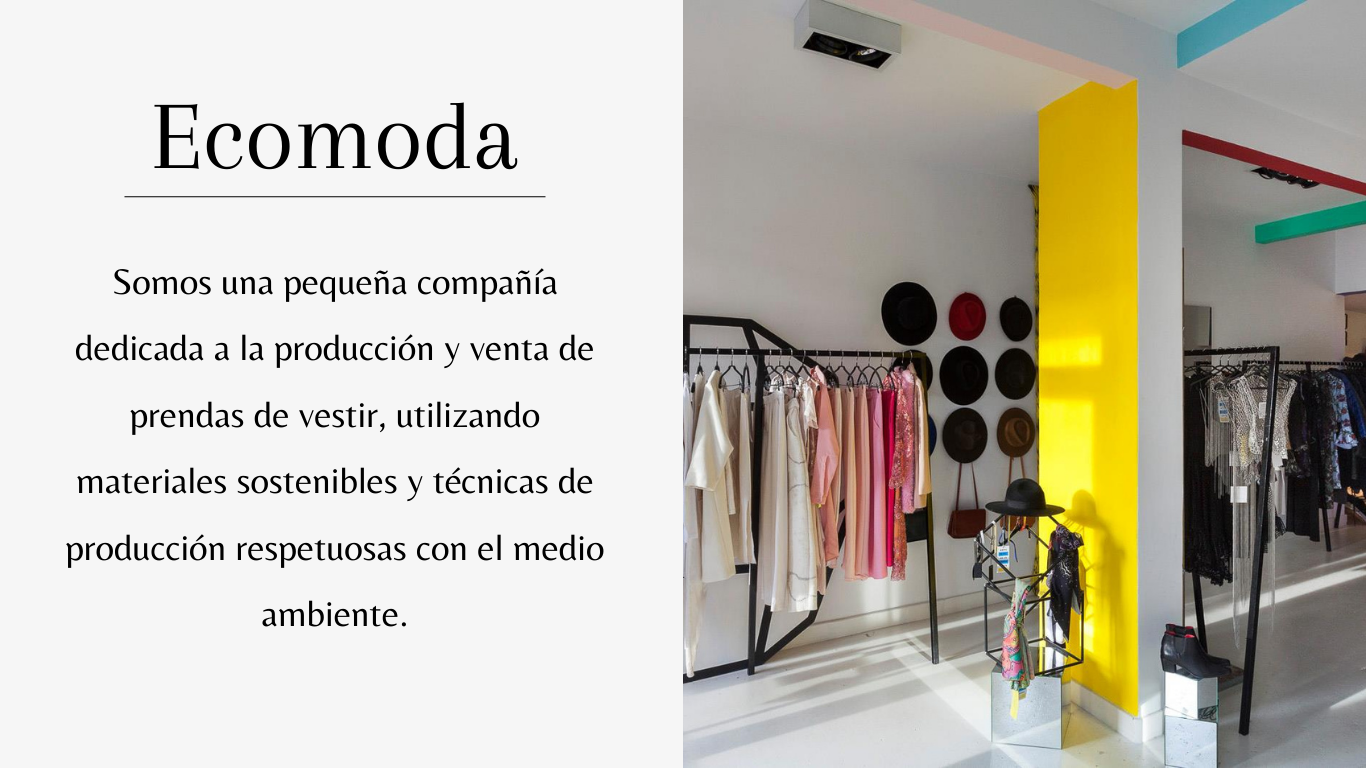 Ecomoda
Somos una pequeña compañía
dedicada a la producción y venta de
prendas de vestir, utilizando
materiales sostenibles y técnicas de
producción respetuosas con el medio
ambiente.